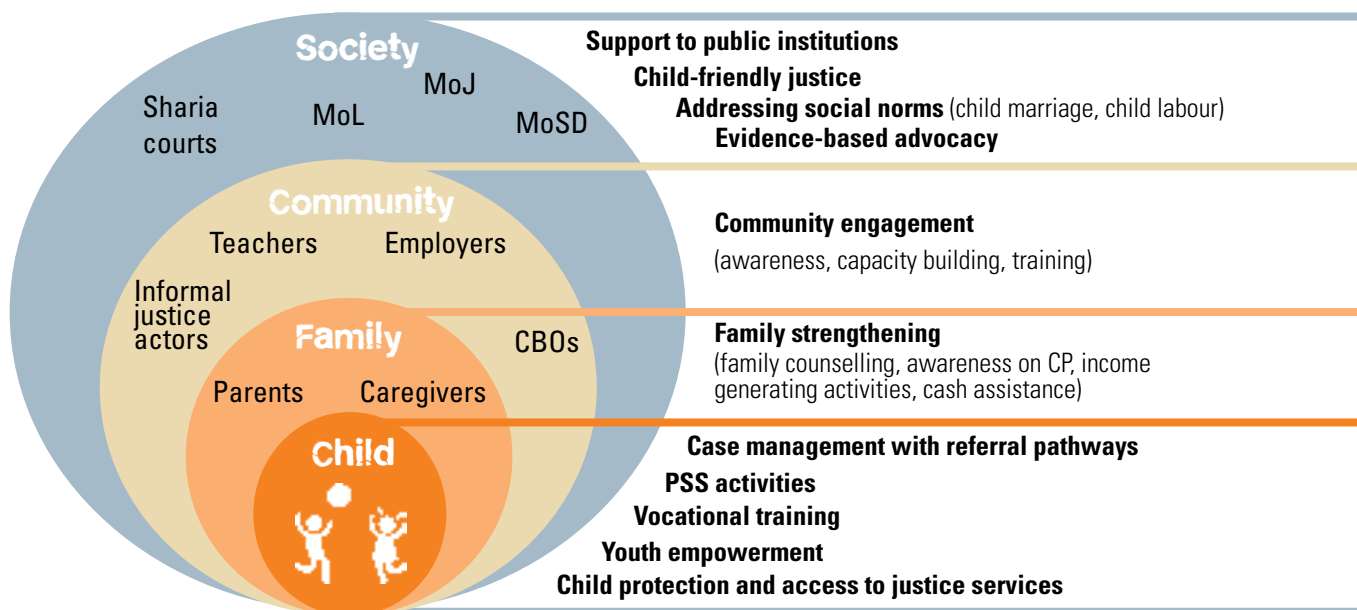 Society
MoJ
Sharia
courts
MoL
MoSD
Support to public institutions
Child-friendly justice
Addressing social norms (child marriage, child labour)
Evidence-based advocacy
Community
Teachers
Employers
Informal
justice
actors
CBOs
Community engagement
(awareness, capacity building, training)
Family
Parents
Caregivers
Family strengthening
(family counselling, awareness on CP, income
generating activities, cash assistance)
Child
Case management with referral pathways
PSS activities
Vocational training
Youth empowerment
Child protection and access to justice services